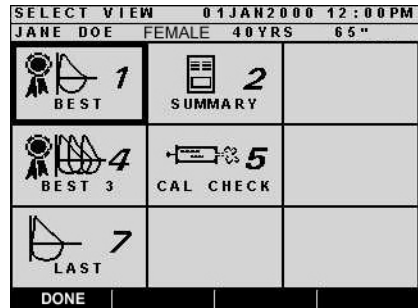 SELECT VIEW 01JAN2000 12:00PM
JANE DOE FEMALE 40YRS 65"
1 2
BEST SUMMARY
4 5
BEST 3 CAL CHECK
7
LAST
DONE